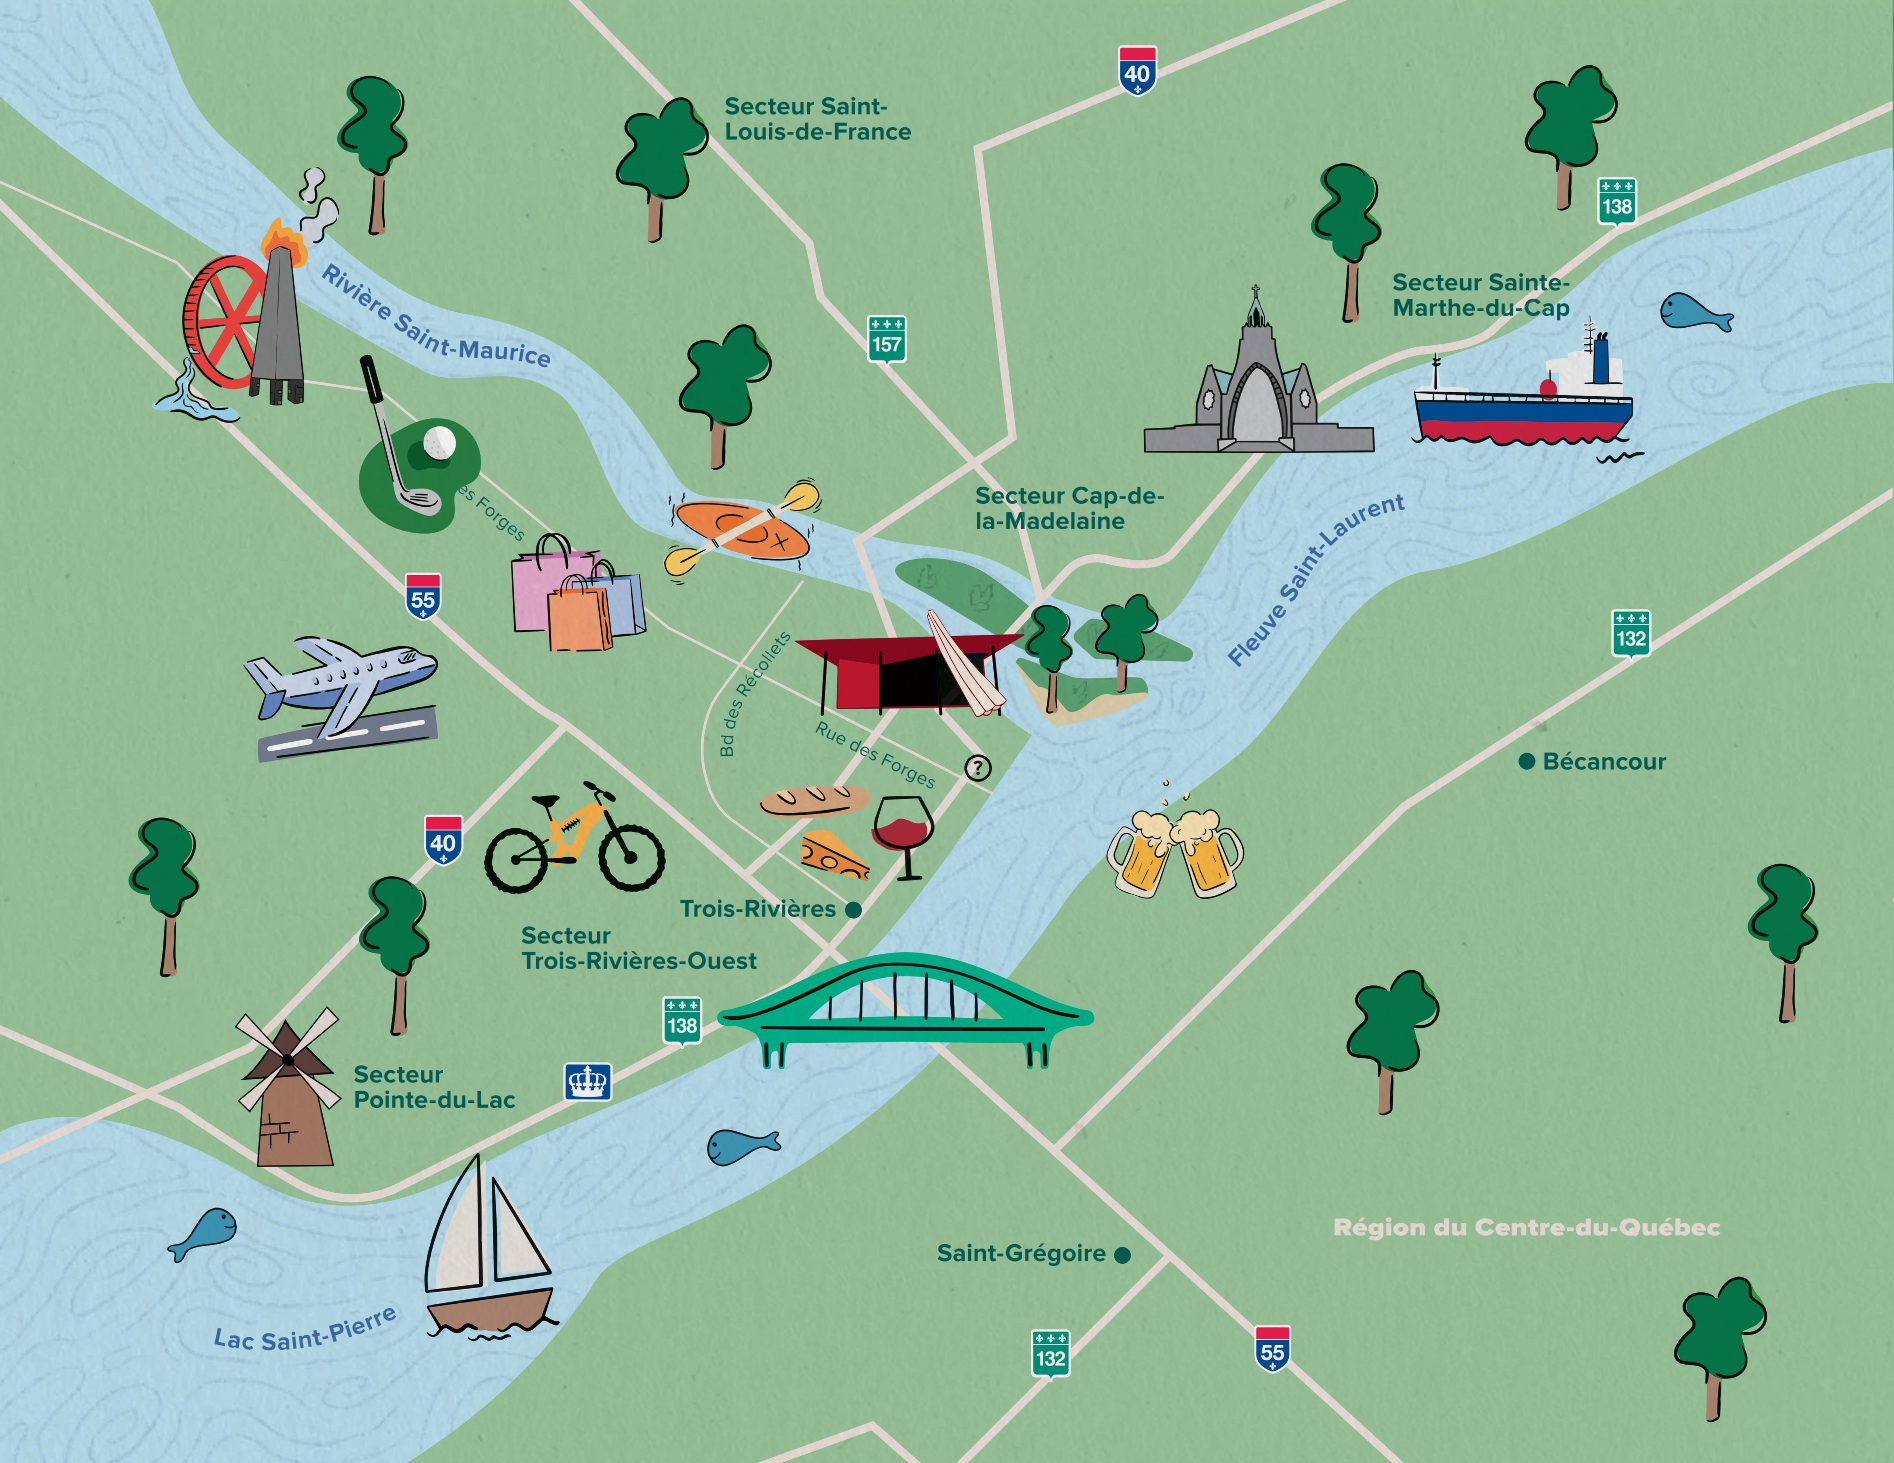 40
Secteur Saint-
Louis-de-France
138
Secteur Sainte-
Marthe-du-Cap
Rivière Saint-Maurice
157
Secteur Cap-de-
la-Madelaine
es Forges
Fleuve Saint-Laurent
55
132
Bd des Récollets
Rue des Forges
?
Bécancour
40
Trois-Rivières
Secteur
Trois-Rivières-Ouest
138
Secteur
Pointe-du-Lac
Région du Centre-du-Québec
Saint-Grégoire
Lac Saint-Pierre
132
55